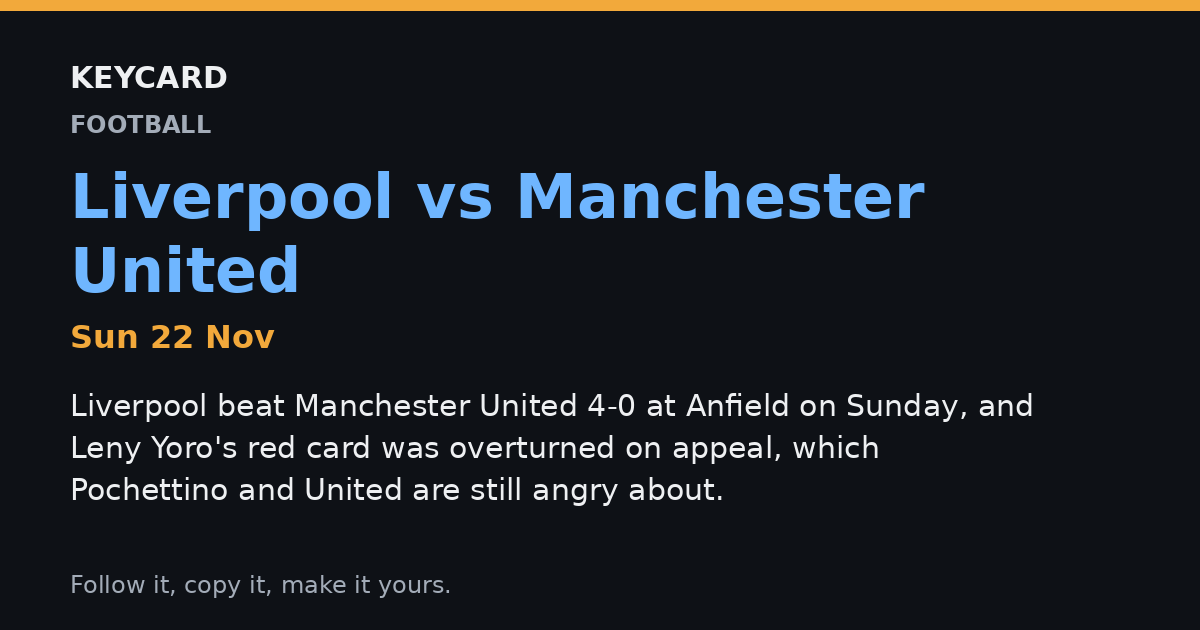 KEYCARD
FOOTBALL
Liverpool vs Manchester
United
Sun 22 Nov
Liverpool beat Manchester United 4-0 at Anfield on Sunday, and
Leny Yoro's red card was overturned on appeal, which
Pochettino and United are still angry about.
Follow it, copy it, make it yours.